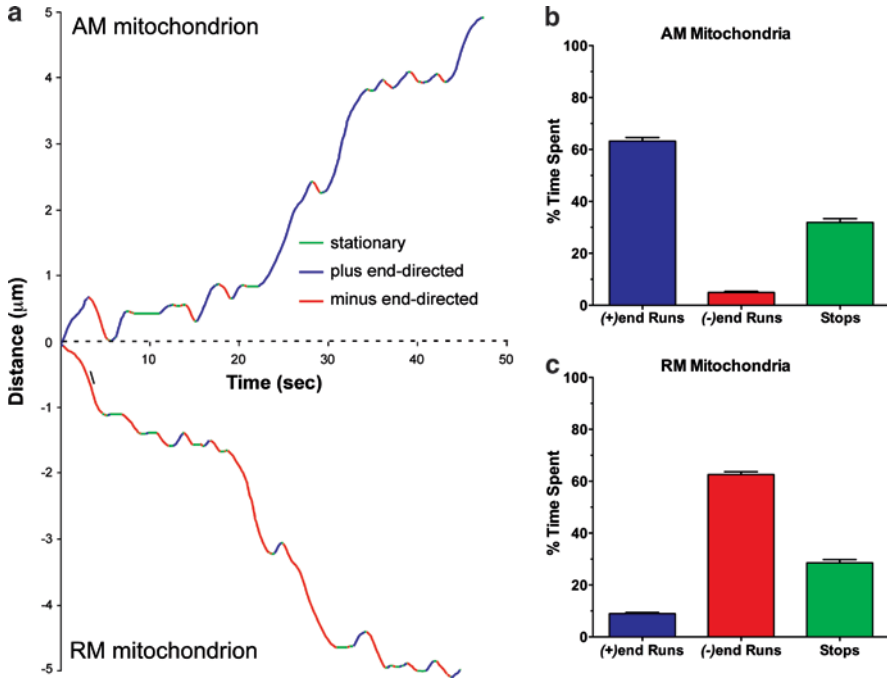 a
AM mitochondrion
5
4
3
2
1
0
-1
-2
-3
-4
-5
Distance (µm)
10
20
30
40
50
Time (sec)
stationary
plus end-directed
minus end-directed
RM mitochondrion
b
AM Mitochondria
100
80
60
40
20
0
% Time Spent
(+)end Runs
(-)end Runs
Stops
c
RM Mitochondria
100
80
60
40
20
0
% Time Spent
(+)end Runs
(-)end Runs
Stops